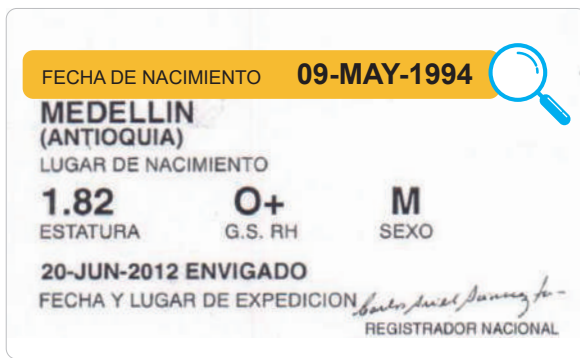 FECHA DE NACIMIENTO 09-MAY-1994
MEDELLIN
(ANTIOQUIA)
LUGAR DE NACIMIENTO
1.82 O+ M
ESTATURA G.S. RH SEXO
20-JUN-2012 ENVIGADO
FECHA Y LUGAR DE EXPEDICION
REGISTRADOR NACIONAL